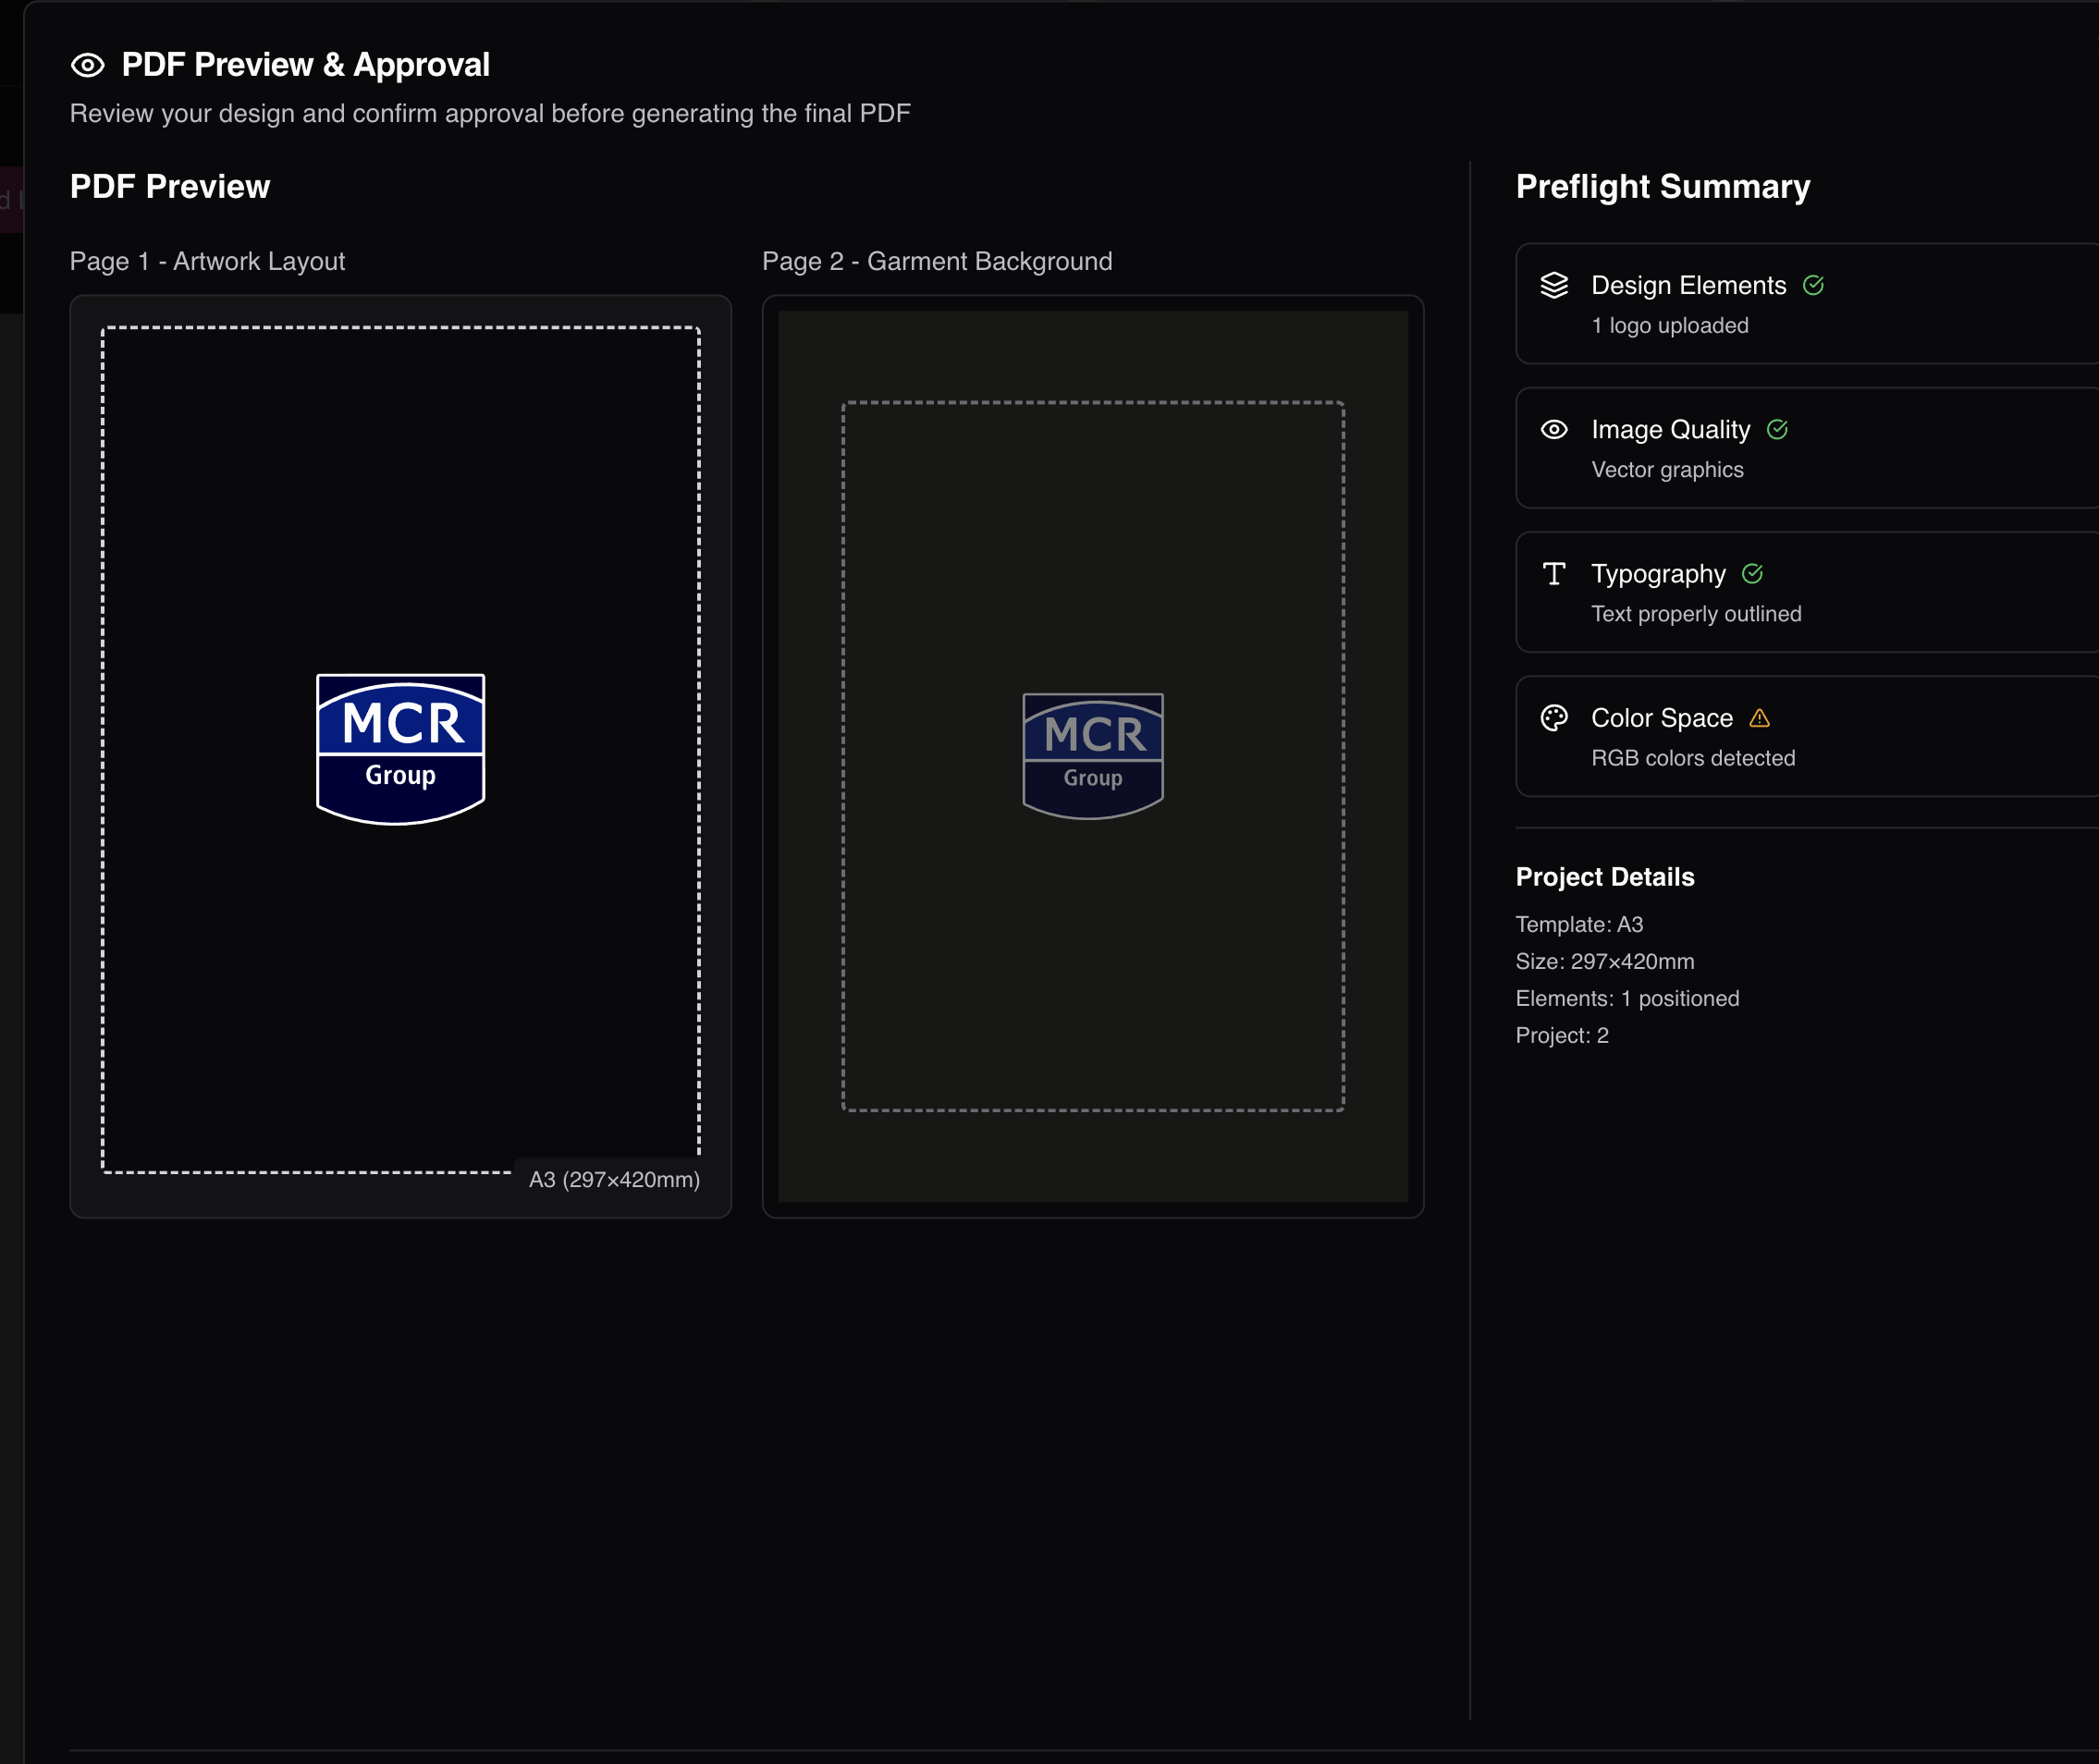 PDF Preview & Approval
Review your design and confirm approval before generating the final PDF
PDF Preview
Page 1 - Artwork Layout
MCR
Group
A3 (297×420mm)
Page 2 - Garment Background
MCR
Group
Preflight Summary
Design Elements
1 logo uploaded
Image Quality
Vector graphics
Typography
Text properly outlined
Color Space
RGB colors detected
Project Details
Template: A3
Size: 297×420mm
Elements: 1 positioned
Project: 2